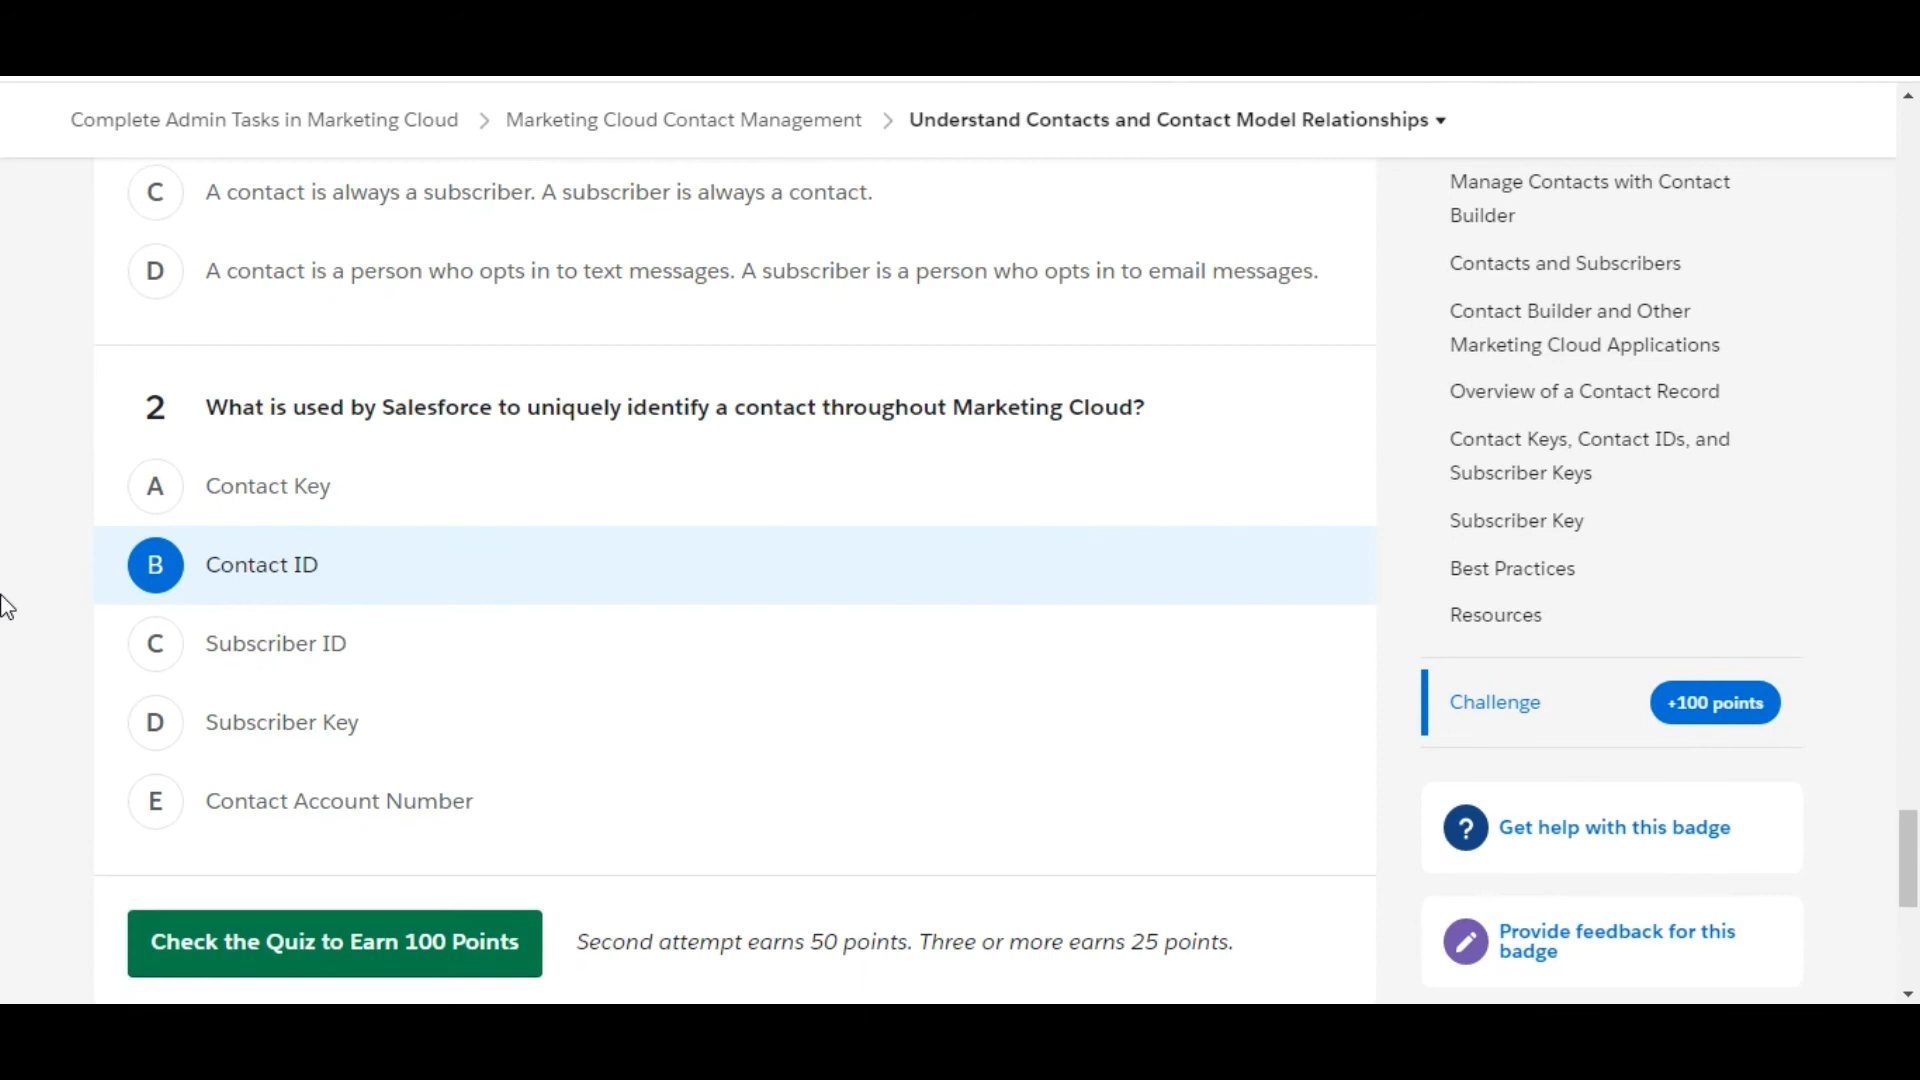 Complete Admin Tasks in Marketing Cloud > Marketing Cloud Contact Management > Understand Contacts and Contact Model Relationships
C A contact is always a subscriber. A subscriber is always a contact.
D A contact is a person who opts in to text messages. A subscriber is a person who opts in to email messages.
2 What is used by Salesforce to uniquely identify a contact throughout Marketing Cloud?
A Contact Key
B Contact ID
C Subscriber ID
D Subscriber Key
E Contact Account Number
Check the Quiz to Earn 100 Points
Second attempt earns 50 points. Three or more earns 25 points.
Manage Contacts with Contact
Builder
Contacts and Subscribers
Contact Builder and Other
Marketing Cloud Applications
Overview of a Contact Record
Contact Keys, Contact IDs, and
Subscriber Keys
Subscriber Key
Best Practices
Resources
Challenge +100 points
? Get help with this badge
Provide feedback for this
badge